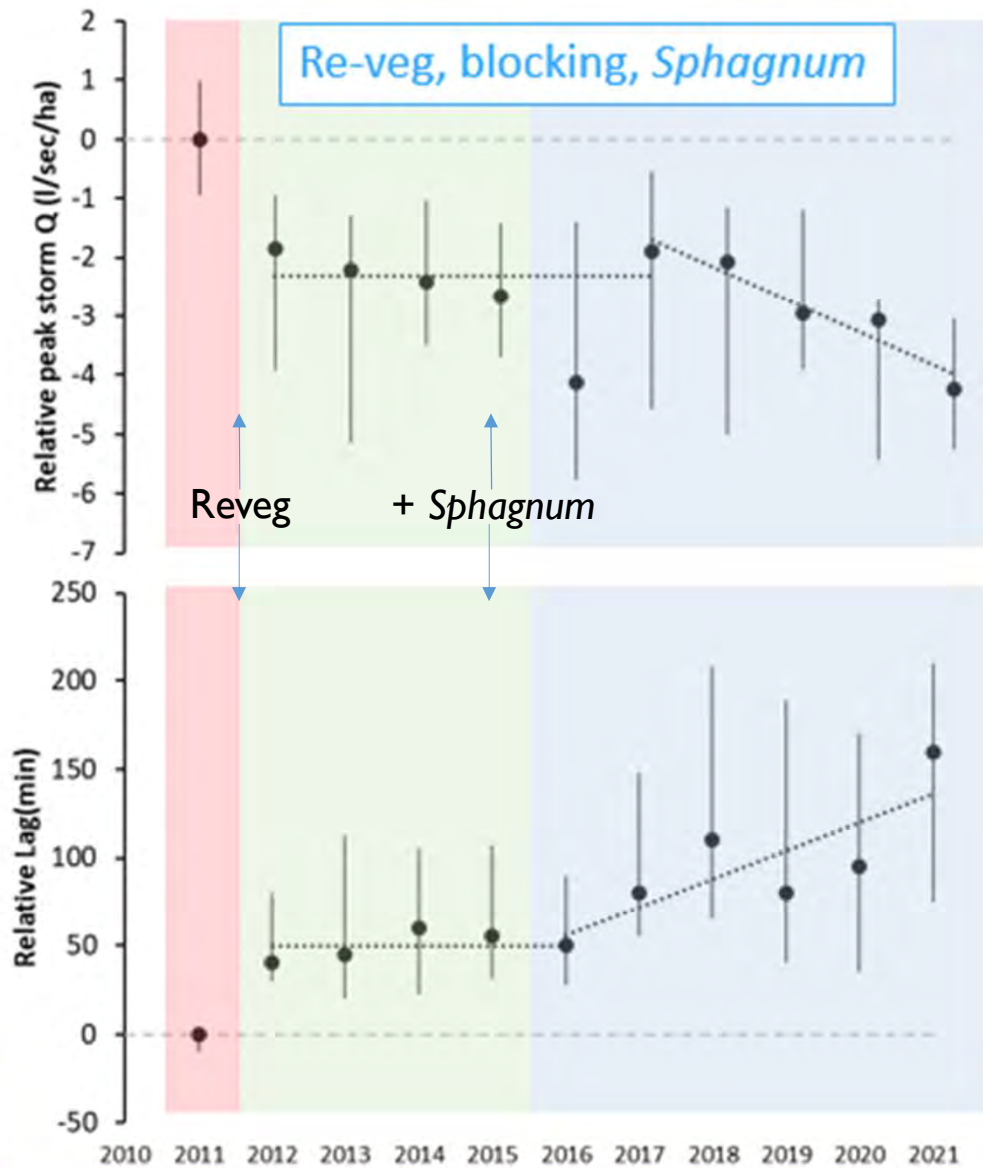 Re-veg, blocking, Sphagnum
Relative peak storm Q (l/sec/ha)
2
1
0
-1
-2
-3
-4
-5
-6
-7
Reveg
+ Sphagnum
Relative Lag(min)
250
200
150
100
50
0
-50
2010 2011 2012 2013 2014 2015 2016 2017 2018 2019 2020 2021